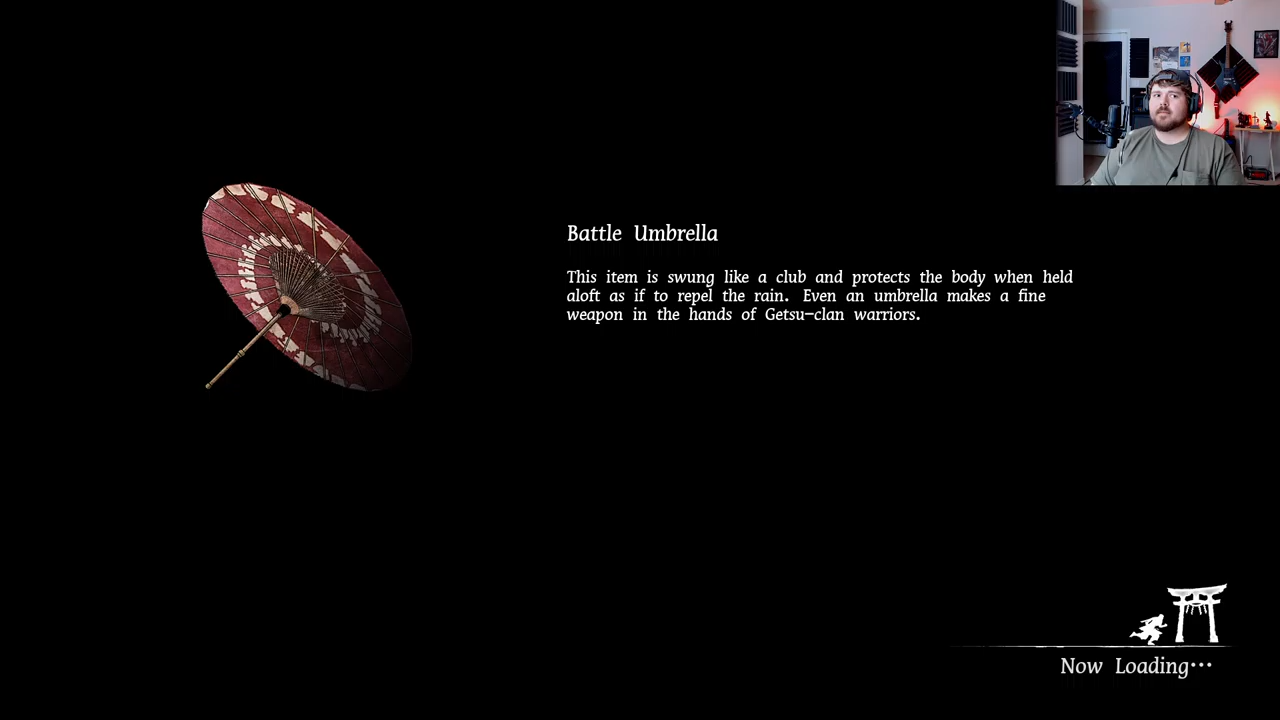 Battle Umbrella
This item is swung like a club and protects the body when held
aloft as if to repel the rain. Even an umbrella makes a fine
weapon in the hands of Getsu-clan warriors.
Now Loading...